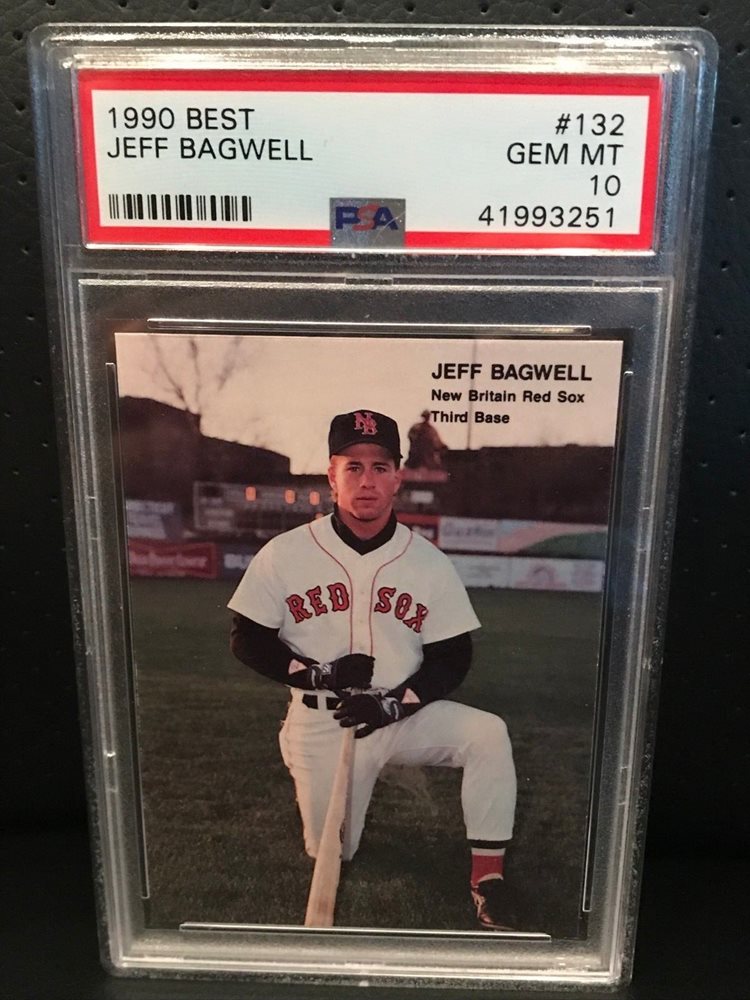 1990 BEST #132
JEFF BAGWELL GEM MT
10
41993251
PSA
JEFF BAGWELL
New Britain Red Sox
Third Base
NB
RED SOX
Budweiser